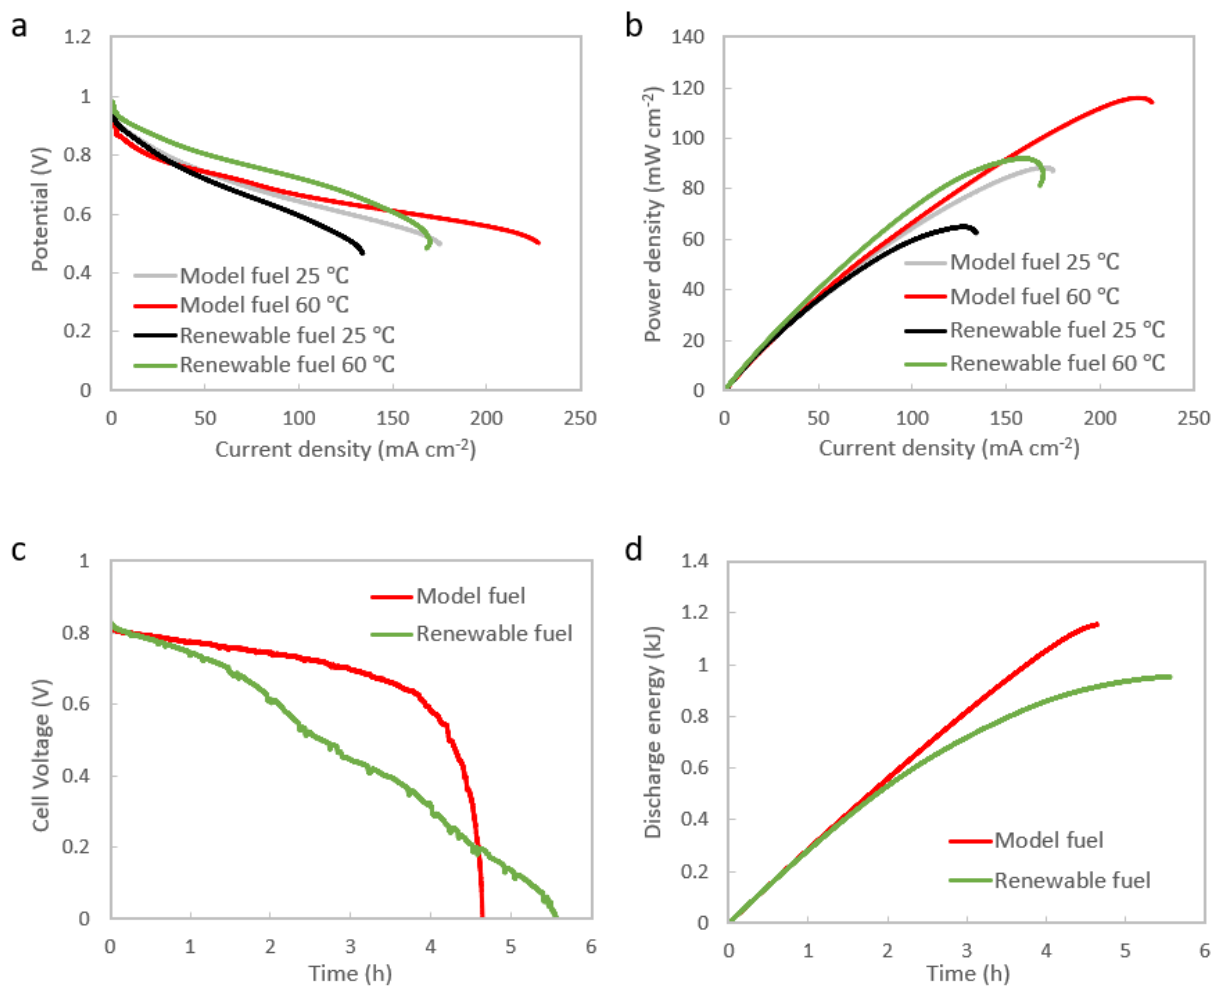 a
1.2
1
0.8
0.6
0.4
0.2
0
Potential (V)
Model fuel 25 ℃
Model fuel 60 ℃
Renewable fuel 25 ℃
Renewable fuel 60 ℃
0 50 100 150 200 250
Current density (mA cm⁻²)
b
140
120
100
80
60
40
20
0
Power density (mW cm⁻²)
Model fuel 25 ℃
Model fuel 60 ℃
Renewable fuel 25 ℃
Renewable fuel 60 ℃
0 50 100 150 200 250
Current density (mA cm⁻²)
c
1
0.8
0.6
0.4
0.2
0
Cell Voltage (V)
Model fuel
Renewable fuel
0 1 2 3 4 5 6
Time (h)
d
1.4
1.2
1
0.8
0.6
0.4
0.2
0
Discharge energy (kJ)
Model fuel
Renewable fuel
0 1 2 3 4 5 6
Time (h)